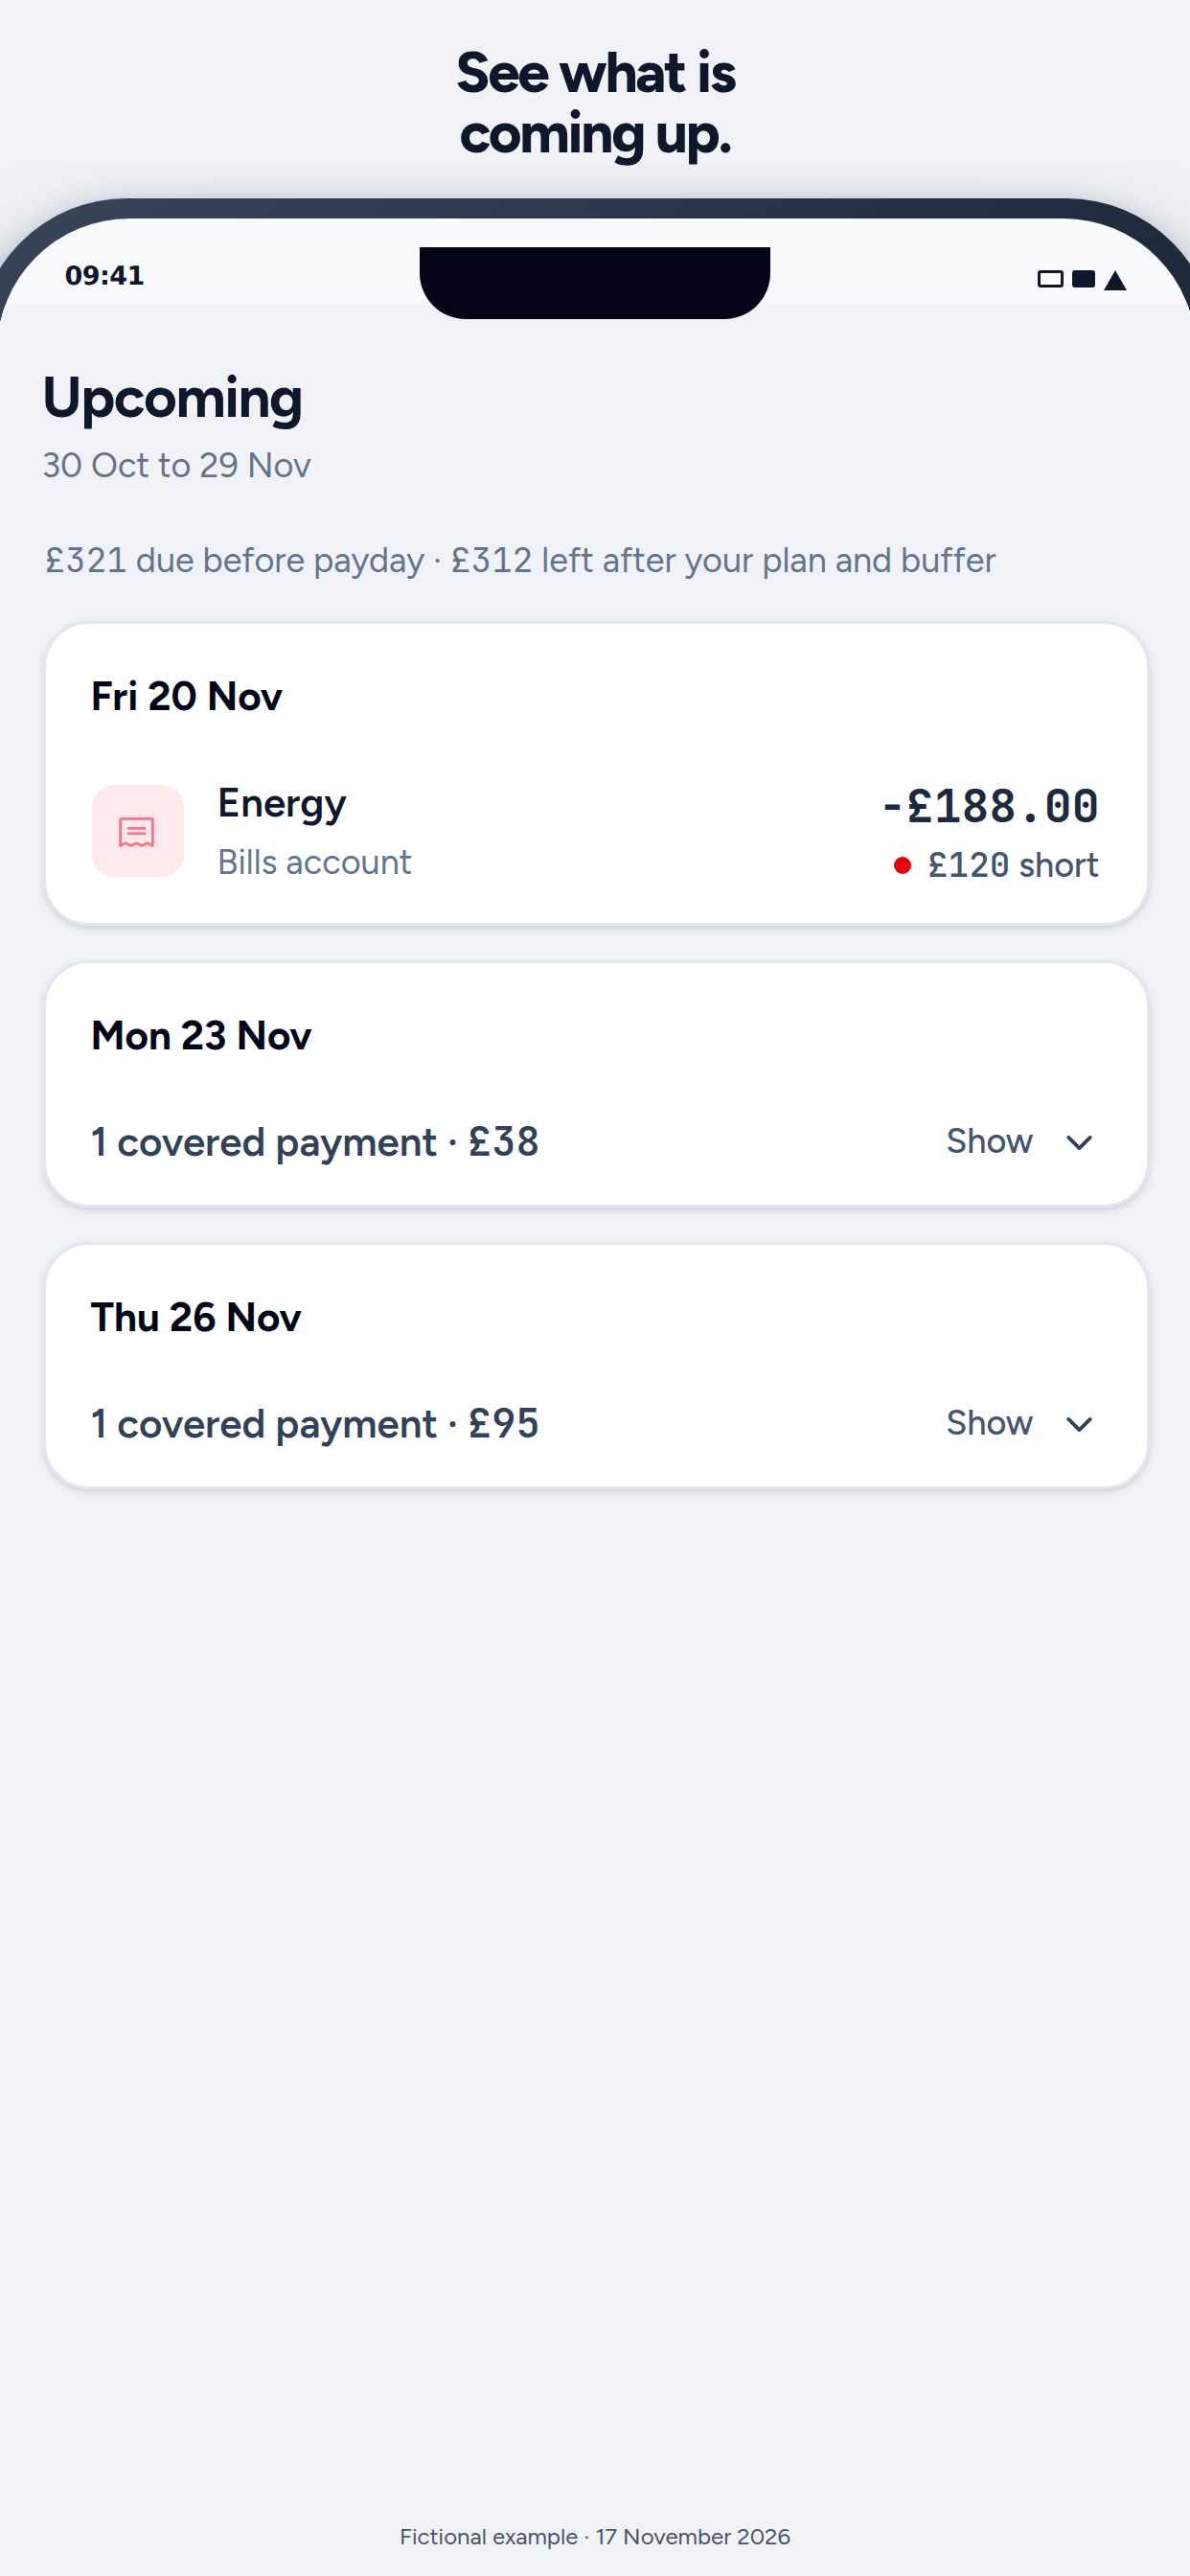 See what is
coming up.
09:41
Upcoming
30 Oct to 29 Nov
£321 due before payday · £312 left after your plan and buffer
Fri 20 Nov
Energy
-£188.00
Bills account
£120 short
Mon 23 Nov
1 covered payment · £38
Show
Thu 26 Nov
1 covered payment · £95
Show
Fictional example · 17 November 2026